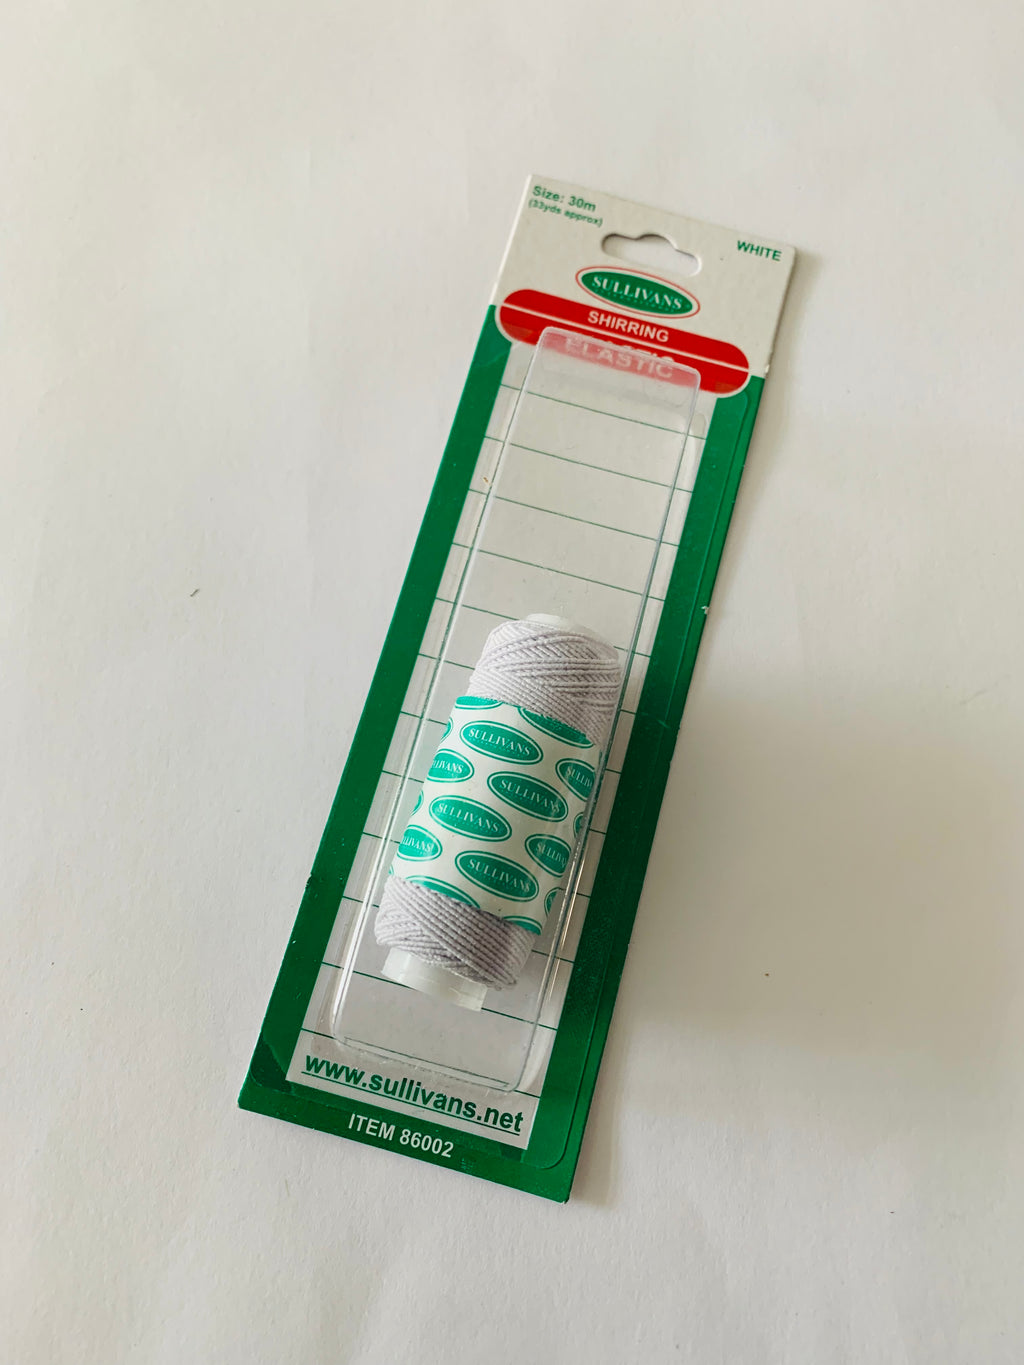 Size: 30m
(33yds approx)
WHITE
SULLIVANS
SHIRRING
ELASTIC
SULLIVANS
SULLIVANS
SULLIVANS
SULLIVANS
www.sullivans.net
ITEM 86002